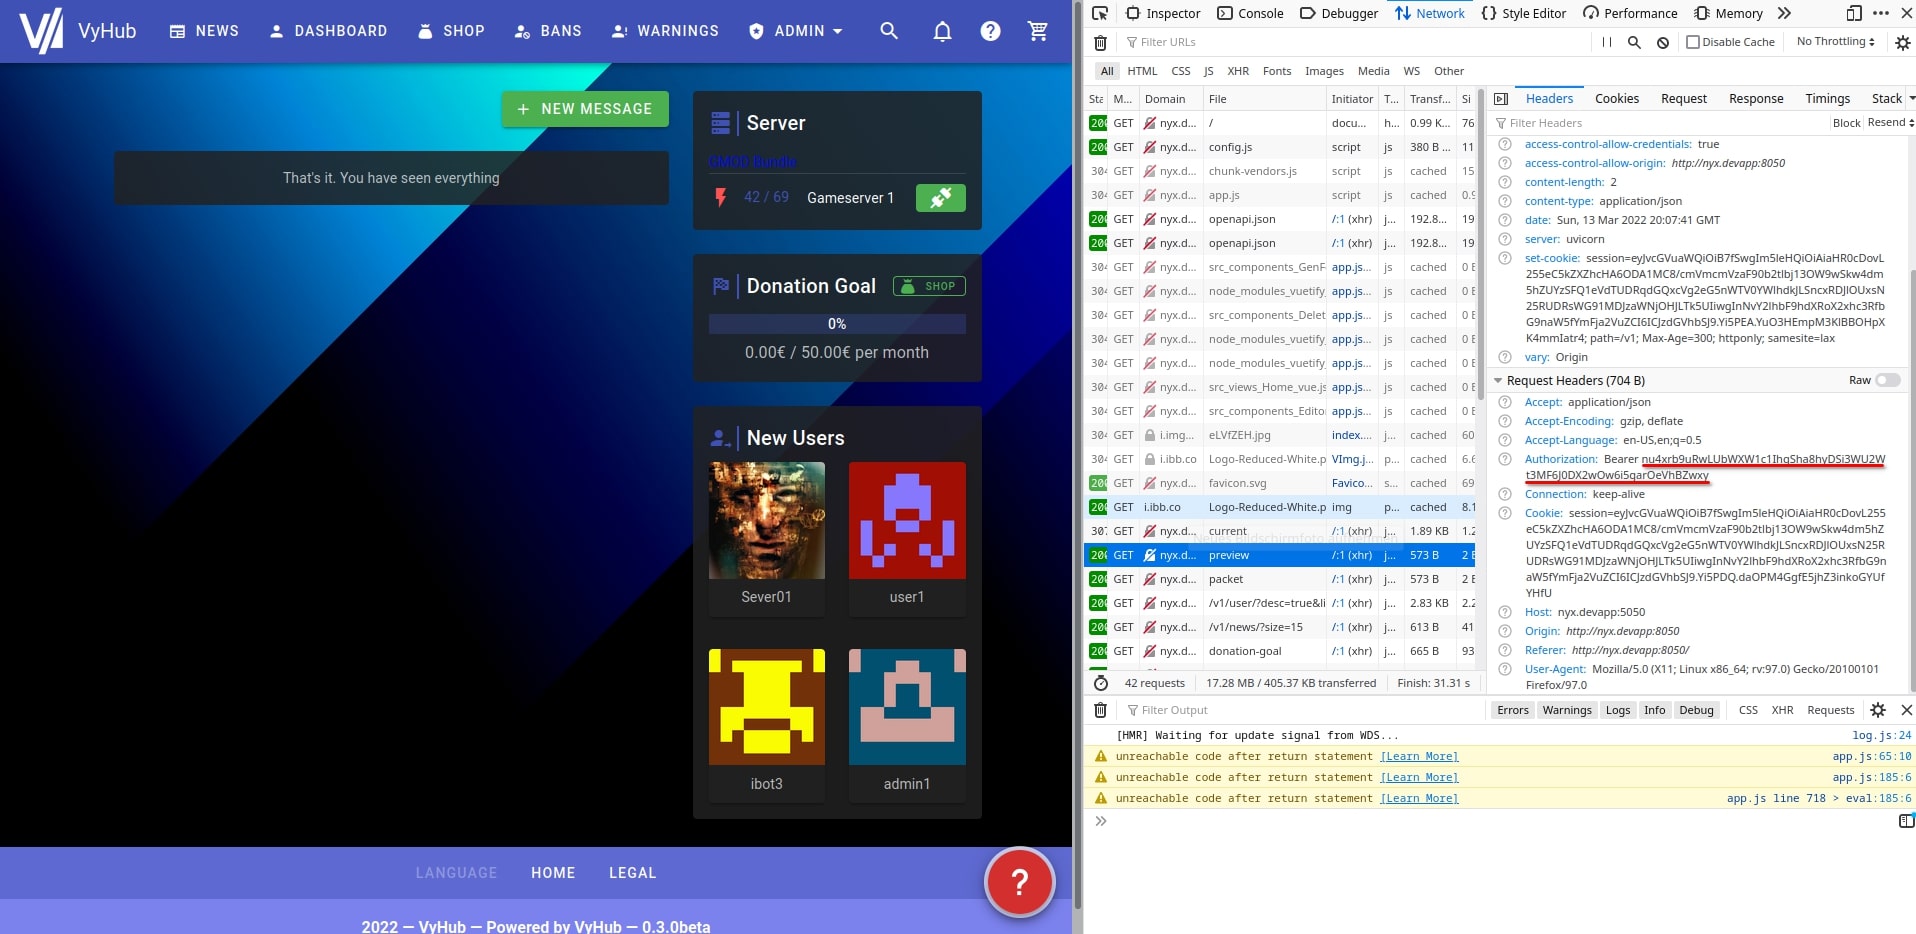 VyHub
NEWS
DASHBOARD
SHOP
BANS
WARNINGS
ADMIN
+ NEW MESSAGE
That's it. You have seen everything
Server
GMOD Bundle
42 / 69 Gameserver 1
Donation Goal
SHOP
0%
0.00€ / 50.00€ per month
New Users
Sever01
user1
ibot3
admin1
LANGUAGE HOME LEGAL
?
2022 — VyHub — Powered by VyHub — 0.3.0beta
Inspector Console Debugger Network Style Editor Performance Memory
Filter URLs
Disable Cache No Throttling
All HTML CSS JS XHR Fonts Images Media WS Other
Sta M... Domain File Initiator T... Transf... Si
200 GET nyx.d... / docu... h... 0.99 K... 76
200 GET nyx.d... config.js script js 380 B ... 11
304 GET nyx.d... chunk-vendors.js script js cached 15
304 GET nyx.d... app.js script js cached 0.9
200 GET nyx.d... openapi.json /:1 (xhr) j... 192.8... 19
200 GET nyx.d... openapi.json /:1 (xhr) j... 192.8... 19
304 GET nyx.d... src_components_GenF app.js... js cached 0 B
304 GET nyx.d... node_modules_vuetify_ app.js... js cached 0 B
304 GET nyx.d... src_components_Delet app.js... js cached 0 B
304 GET nyx.d... node_modules_vuetify_ app.js... js cached 0 B
304 GET nyx.d... node_modules_vuetify_ app.js... js cached 0 B
304 GET nyx.d... src_views_Home_vue.js app.js... js cached 0 B
304 GET nyx.d... src_components_Edito app.js... js cached 0 B
304 GET i.img... eLVfZEH.jpg index.... j... cached 60
304 GET i.ibb.co Logo-Reduced-White.p VImg.j... p... cached 6.6
200 GET nyx.d... favicon.svg Favico... s... cached 69
200 GET i.ibb.co Logo-Reduced-White.p img p... cached 8.1
307 GET nyx.d... current /:1 (xhr) j... 1.89 KB 1.2
200 GET nyx.d... preview /:1 (xhr) j... 573 B 2 B
200 GET nyx.d... packet /:1 (xhr) j... 573 B 2 B
200 GET nyx.d... /v1/user/?desc=true&li /:1 (xhr) j... 2.83 KB 2.2
200 GET nyx.d... /v1/news/?size=15 /:1 (xhr) j... 613 B 41
200 GET nyx.d... donation-goal /:1 (xhr) j... 665 B 93
42 requests 17.28 MB / 405.37 KB transferred Finish: 31.31 s
Headers Cookies Request Response Timings Stack
Filter Headers Block Resend
access-control-allow-credentials: true
access-control-allow-origin: http://nyx.devapp:8050
content-length: 2
content-type: application/json
date: Sun, 13 Mar 2022 20:07:41 GMT
server: uvicorn
set-cookie:
path=/v1; Max-Age=300; httponly; samesite=lax
vary: Origin
Request Headers (704 B) Raw
Accept: application/json
Accept-Encoding: gzip, deflate
Accept-Language: en-US,en;q=0.5
Authorization: Bearer
Connection: keep-alive
Cookie:
Host: nyx.devapp:5050
Origin: http://nyx.devapp:8050
Referer: http://nyx.devapp:8050/
User-Agent: Mozilla/5.0 (X11; Linux x86_64; rv:97.0) Gecko/20100101
Firefox/97.0
Filter Output Errors Warnings Logs Info Debug CSS XHR Requests
[HMR] Waiting for update signal from WDS... log.js:24
unreachable code after return statement [Learn More] app.js:65:10
unreachable code after return statement [Learn More] app.js:185:6
unreachable code after return statement [Learn More] app.js line 718 > eval:185:6